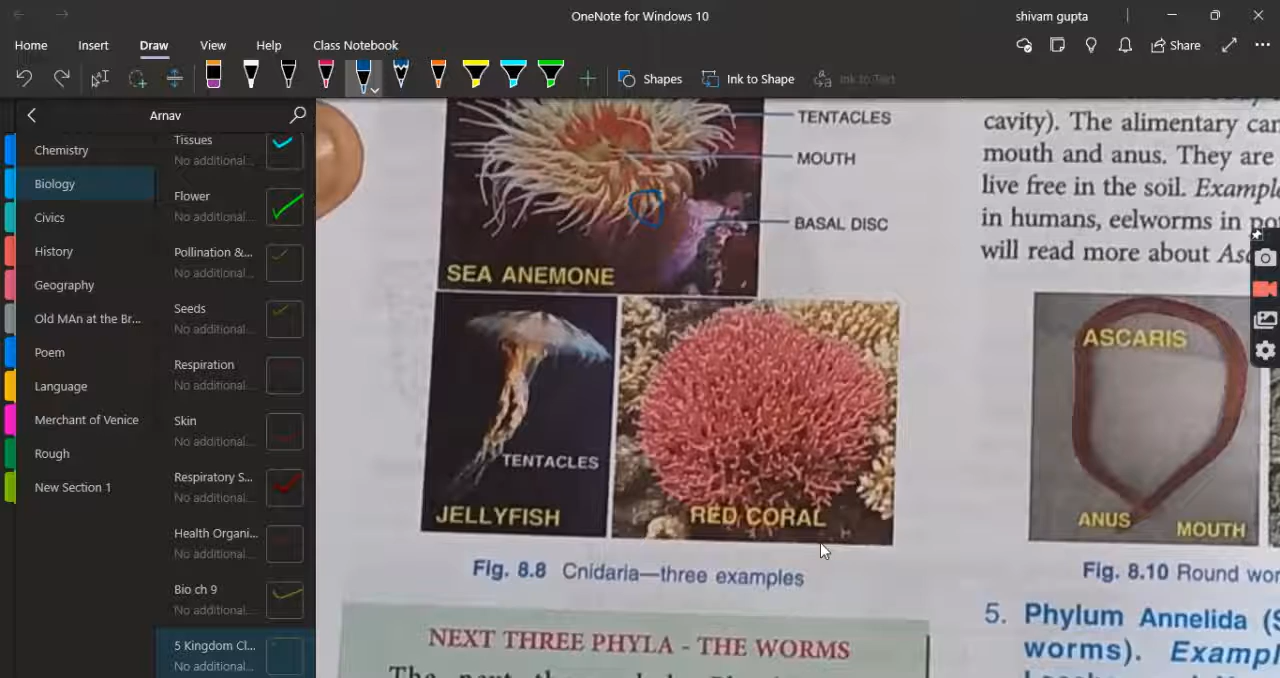 OneNote for Windows 10
shivam gupta
Home Insert Draw View Help Class Notebook
Share
Shapes
Ink to Shape
Ink to Text
Arnav
Chemistry
Biology
Civics
History
Geography
Old MAn at the Br...
Poem
Language
Merchant of Venice
Rough
New Section 1
Tissues
No additional...
Flower
No additional...
Pollination &...
No additional...
Seeds
No additional...
Respiration
No additional...
Skin
No additional...
Respiratory S...
No additional...
Health Organi...
No additional...
Bio ch 9
No additional...
5 Kingdom Cl...
No additional...
TENTACLES
MOUTH
BASAL DISC
SEA ANEMONE
TENTACLES
JELLYFISH
RED CORAL
Fig. 8.8 Cnidaria—three examples
NEXT THREE PHYLA - THE WORMS
cavity). The alimentary can
mouth and anus. They are
live free in the soil. Example
in humans, eelworms in po
will read more about Asc
ASCARIS
ANUS
MOUTH
Fig. 8.10 Round wor
5. Phylum Annelida (S
worms). Exampl